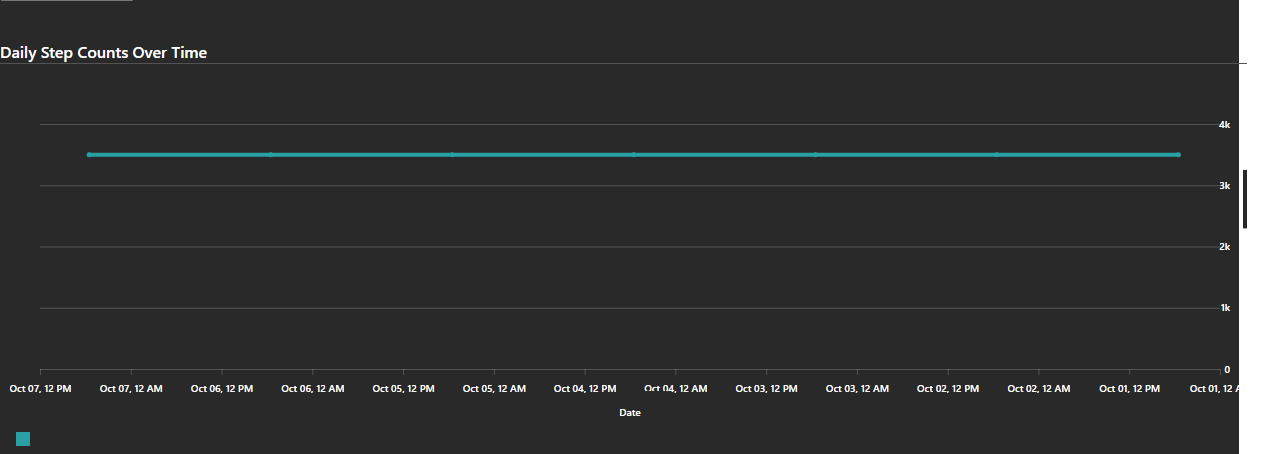 Daily Step Counts Over Time
4k
3k
2k
1k
0
Oct 07, 12 PM Oct 07, 12 AM Oct 06, 12 PM Oct 06, 12 AM Oct 05, 12 PM Oct 05, 12 AM Oct 04, 12 PM Oct 04, 12 AM Oct 03, 12 PM Oct 03, 12 AM Oct 02, 12 PM Oct 02, 12 AM Oct 01, 12 PM Oct 01, 12 A
Date